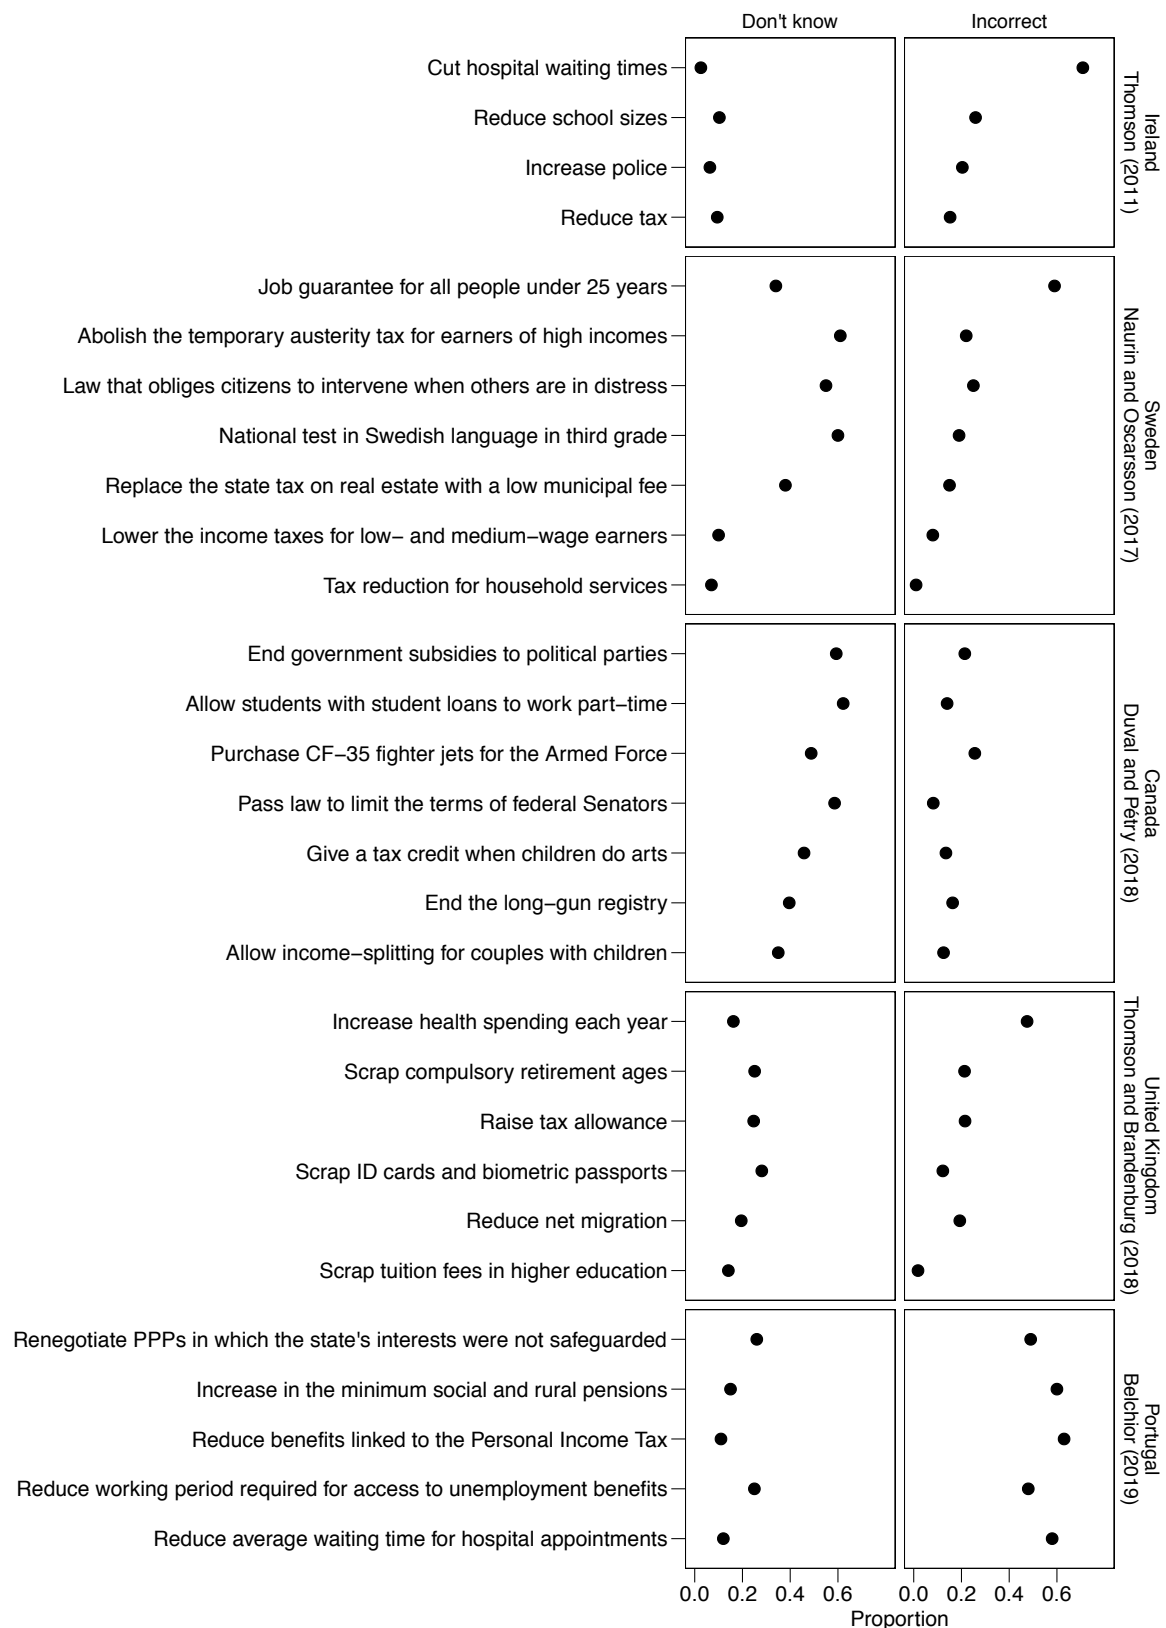 Don't know
Incorrect
Cut hospital waiting times
Reduce school sizes
Increase police
Reduce tax
Ireland
Thomson (2011)
Job guarantee for all people under 25 years
Abolish the temporary austerity tax for earners of high incomes
Law that obliges citizens to intervene when others are in distress
National test in Swedish language in third grade
Replace the state tax on real estate with a low municipal fee
Lower the income taxes for low− and medium−wage earners
Tax reduction for household services
Sweden
Naurin and Oscarsson (2017)
End government subsidies to political parties
Allow students with student loans to work part−time
Purchase CF−35 fighter jets for the Armed Force
Pass law to limit the terms of federal Senators
Give a tax credit when children do arts
End the long−gun registry
Allow income−splitting for couples with children
Canada
Duval and Pétry (2018)
Increase health spending each year
Scrap compulsory retirement ages
Raise tax allowance
Scrap ID cards and biometric passports
Reduce net migration
Scrap tuition fees in higher education
United Kingdom
Thomson and Brandenburg (2018)
Renegotiate PPPs in which the state's interests were not safeguarded
Increase in the minimum social and rural pensions
Reduce benefits linked to the Personal Income Tax
Reduce working period required for access to unemployment benefits
Reduce average waiting time for hospital appointments
Portugal
Belchior (2019)
0.0 0.2 0.4 0.6
0.0 0.2 0.4 0.6
Proportion